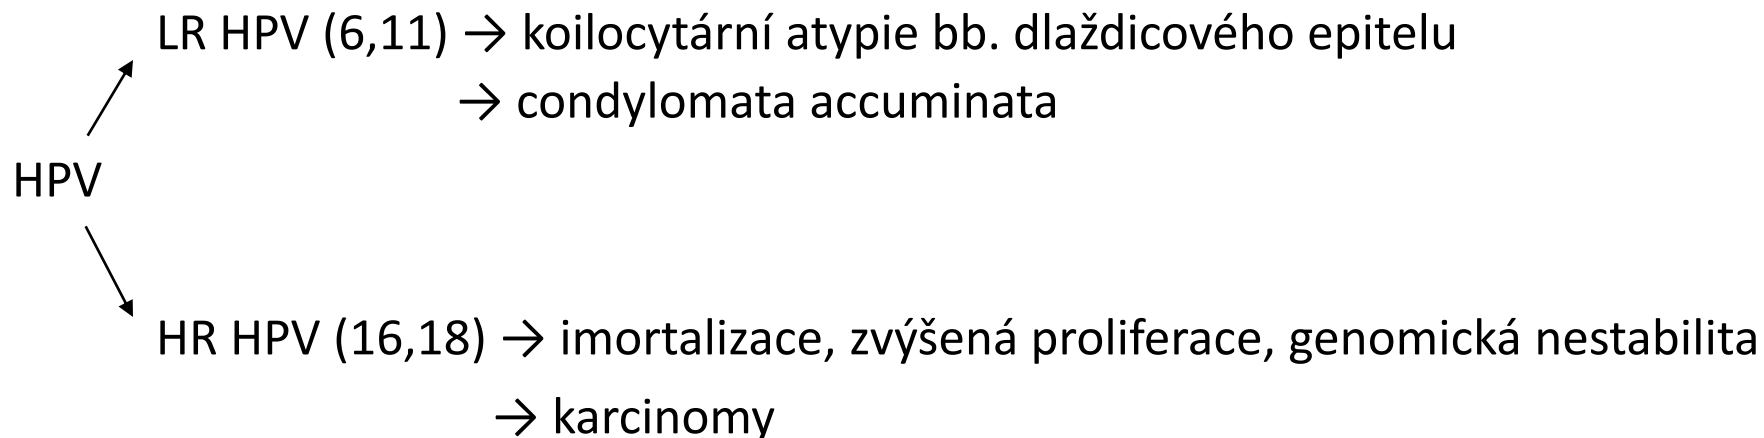 LR HPV (6,11) → koilocytární atypie bb. dlaždicového epitelu
→ condylomata accuminata
HPV
HR HPV (16,18) → imortalizace, zvýšená proliferace, genomická nestabilita
→ karcinomy